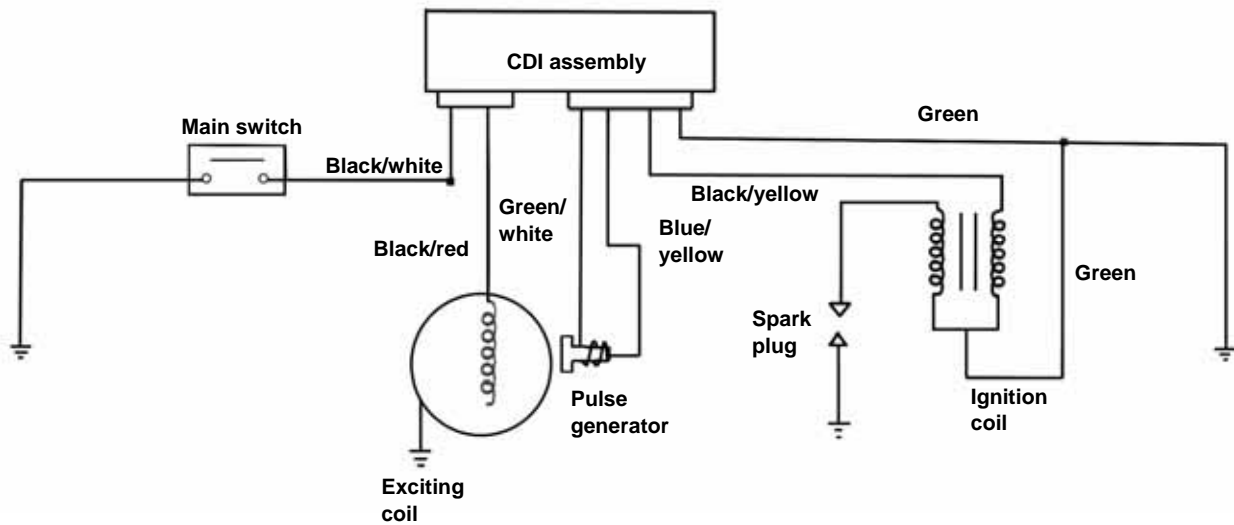 CDI assembly
Main switch
Green
Black/white
Black/yellow
Green/
white
Blue/
yellow
Black/red
Green
Spark
plug
Pulse
generator
Ignition
coil
Exciting
coil